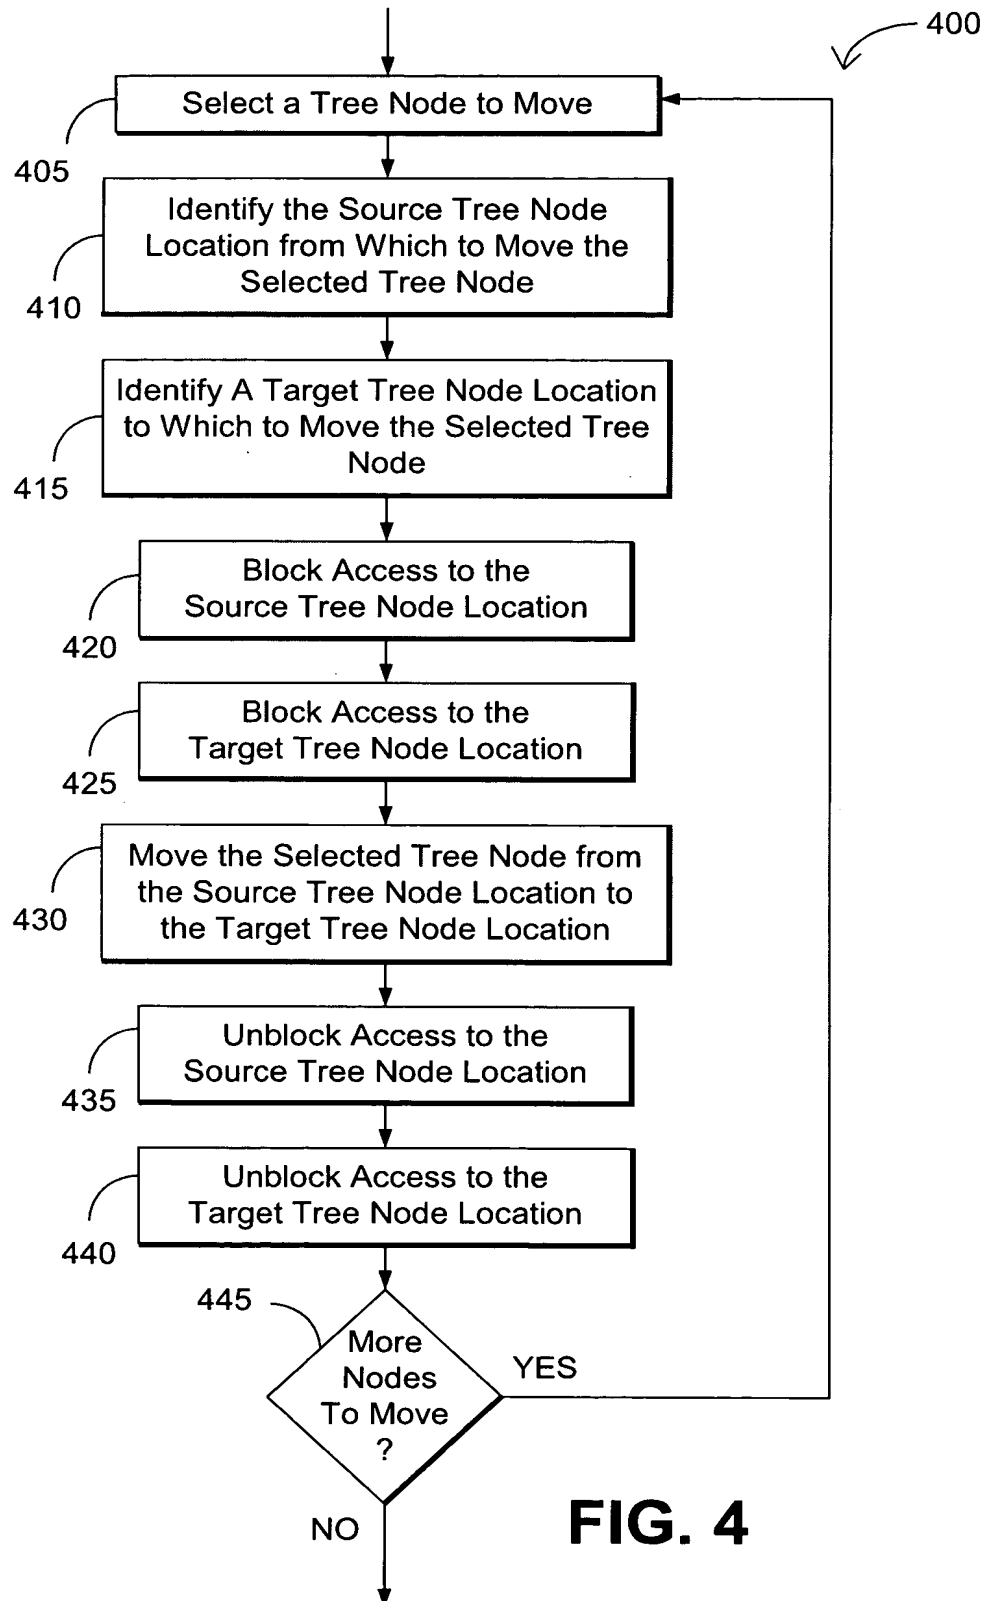 400
Select a Tree Node to Move
405
Identify the Source Tree Node
Location from Which to Move the
Selected Tree Node
410
Identify A Target Tree Node Location
to Which to Move the Selected Tree
Node
415
Block Access to the
Source Tree Node Location
420
Block Access to the
Target Tree Node Location
425
Move the Selected Tree Node from
the Source Tree Node Location to
the Target Tree Node Location
430
Unblock Access to the
Source Tree Node Location
435
Unblock Access to the
Target Tree Node Location
440
445
More
Nodes
To Move
?
YES
NO
FIG. 4